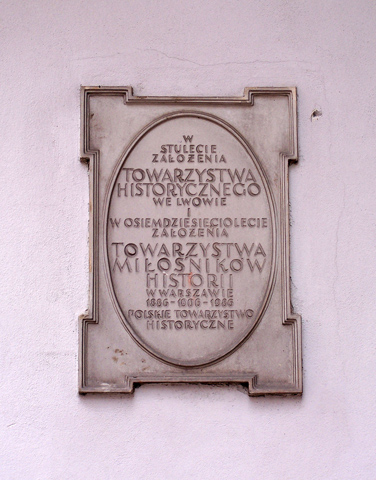 W
STULECIE
ZAŁOŻENIA
TOWARZYSTWA
HISTORYCZNEGO
WE LWOWIE
I
W OSIEMDZIESIĘCIOLECIE
ZAŁOŻENIA
TOWARZYSTWA
MIŁOŚNIKÓW
HISTORII
W WARSZAWIE
1886-1906-1986
POLSKIE TOWARZYSTWO
HISTORYCZNE